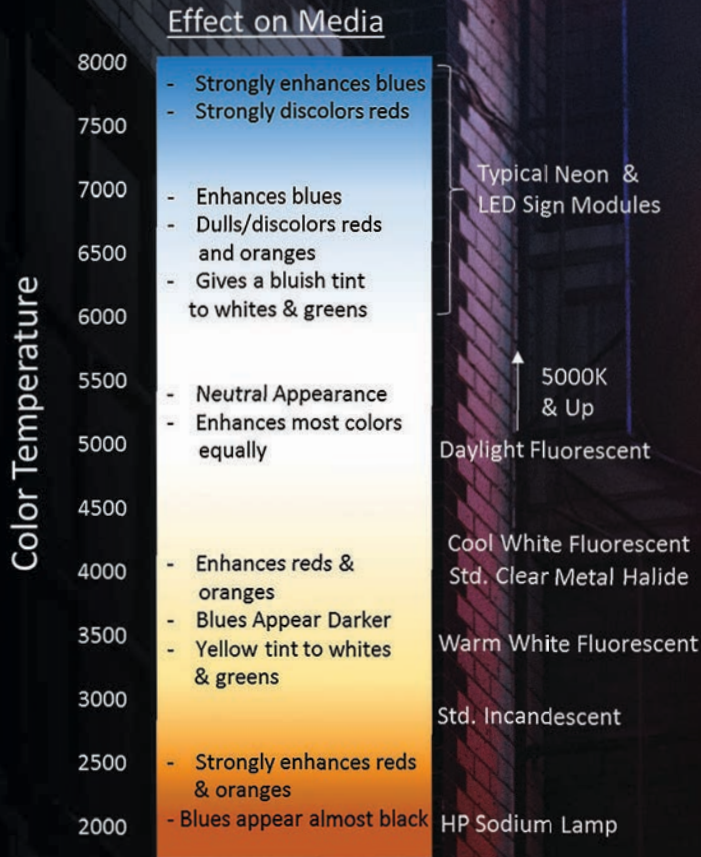 Effect on Media
Color Temperature
8000
7500
7000
6500
6000
5500
5000
4500
4000
3500
3000
2500
2000
- Strongly enhances blues
- Strongly discolors reds
- Enhances blues
- Dulls/discolors reds
and oranges
- Gives a bluish tint
to whites & greens
- Neutral Appearance
- Enhances most colors
equally
- Enhances reds &
oranges
- Blues Appear Darker
- Yellow tint to whites
& greens
- Strongly enhances reds
& oranges
- Blues appear almost black
Typical Neon &
LED Sign Modules
5000K
& Up
Daylight Fluorescent
Cool White Fluorescent
Std. Clear Metal Halide
Warm White Fluorescent
Std. Incandescent
HP Sodium Lamp